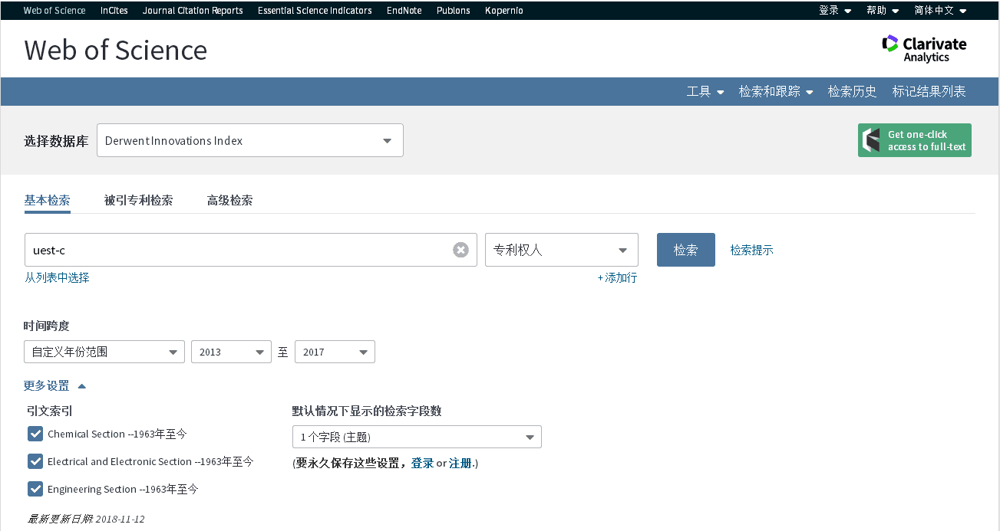 Web of Science InCites Journal Citation Reports Essential Science Indicators EndNote Publons Kopernio 登录 帮助 简体中文
Web of Science
Clarivate
Analytics
工具 检索和跟踪 检索历史 标记结果列表
选择数据库 Derwent Innovations Index
Get one-click
access to full-text
基本检索 被引专利检索 高级检索
uest-c 专利权人 检索 检索提示
从列表中选择 + 添加行
时间跨度
自定义年份范围 2013 至 2017
更多设置
引文索引 默认情况下显示的检索字段数
Chemical Section --1963年至今 1 个字段 (主题)
Electrical and Electronic Section --1963年至今 (要永久保存这些设置，登录 or 注册.)
Engineering Section --1963年至今
最新更新日期: 2018-11-12